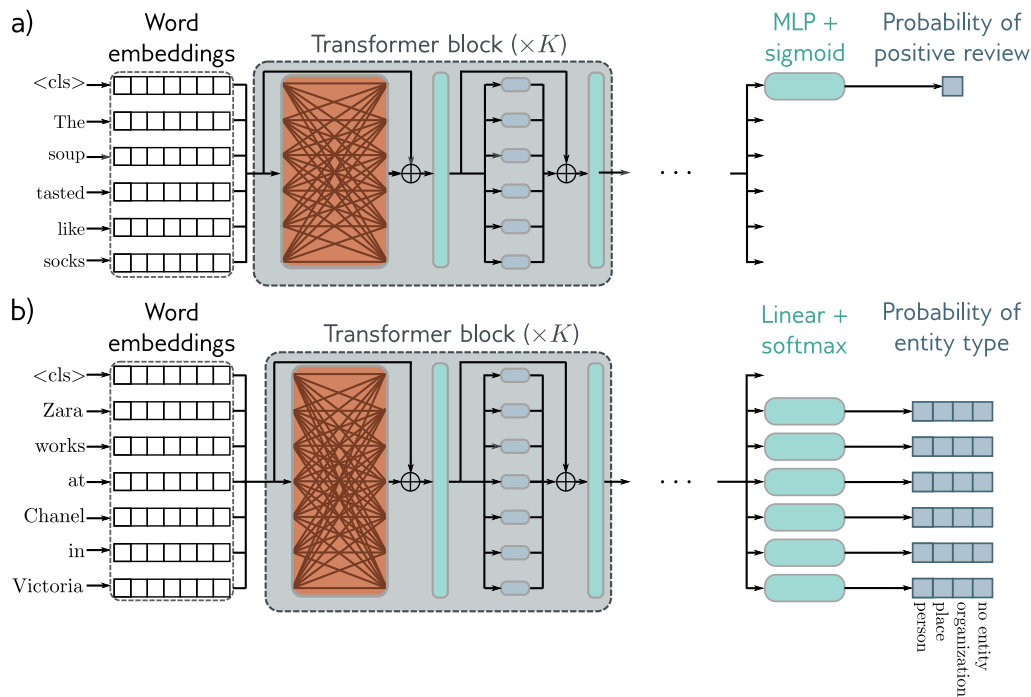 a)
Word
embeddings
Transformer block (×K)
MLP +
sigmoid
Probability of
positive review
<cls>
The
soup
tasted
like
socks
· · ·
b)
Word
embeddings
Transformer block (×K)
Linear +
softmax
Probability of
entity type
<cls>
Zara
works
at
Chanel
in
Victoria
· · ·
person
place
organization
no entity